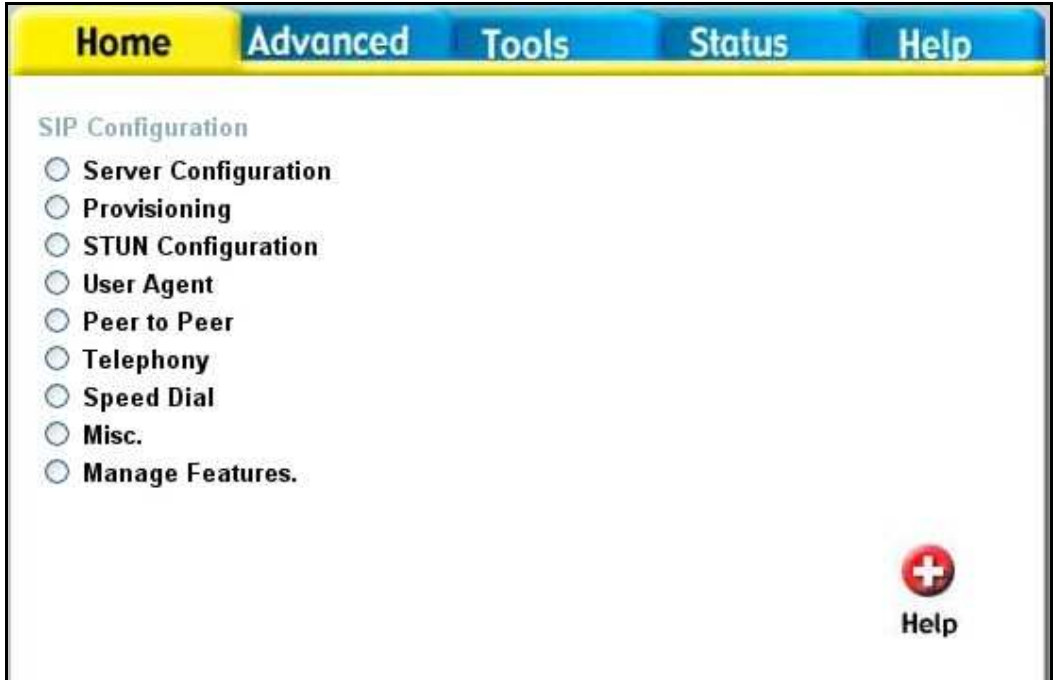 Home Advanced Tools Status Help
SIP Configuration
Server Configuration
Provisioning
STUN Configuration
User Agent
Peer to Peer
Telephony
Speed Dial
Misc.
Manage Features.
Help